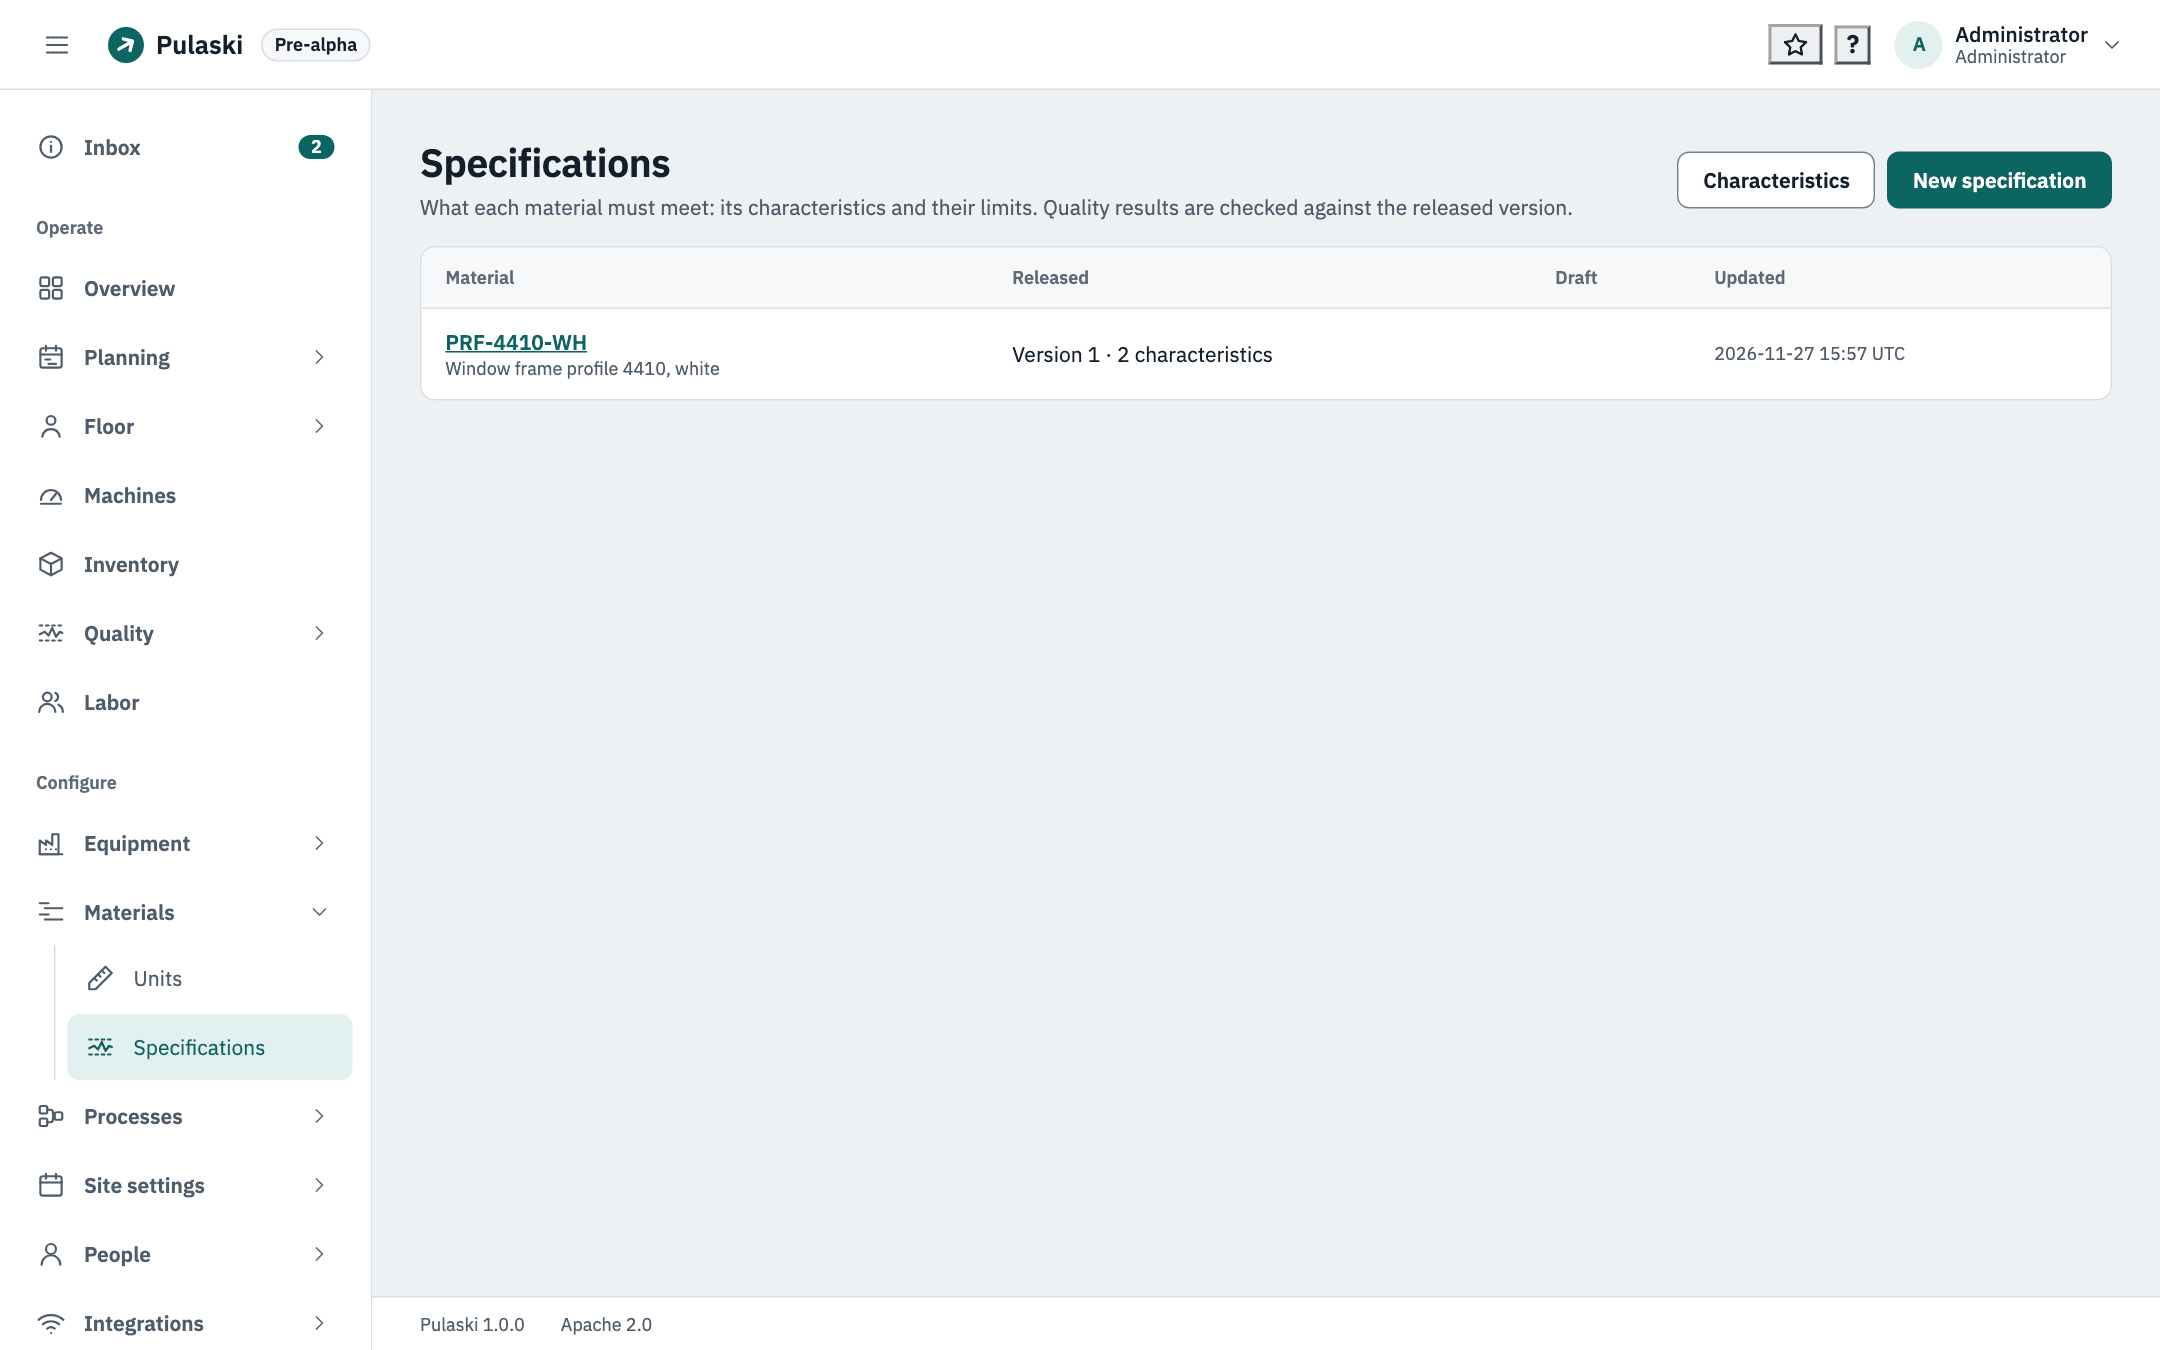 Pulaski
Pre-alpha
?
A
Administrator
Administrator
Inbox
2
Operate
Overview
Planning
Floor
Machines
Inventory
Quality
Labor
Configure
Equipment
Materials
Units
Specifications
Processes
Site settings
People
Integrations
Specifications
What each material must meet: its characteristics and their limits. Quality results are checked against the released version.
Characteristics
New specification
Material
Released
Draft
Updated
PRF-4410-WH
Window frame profile 4410, white
Version 1 · 2 characteristics
2026-11-27 15:57 UTC
Pulaski 1.0.0
Apache 2.0